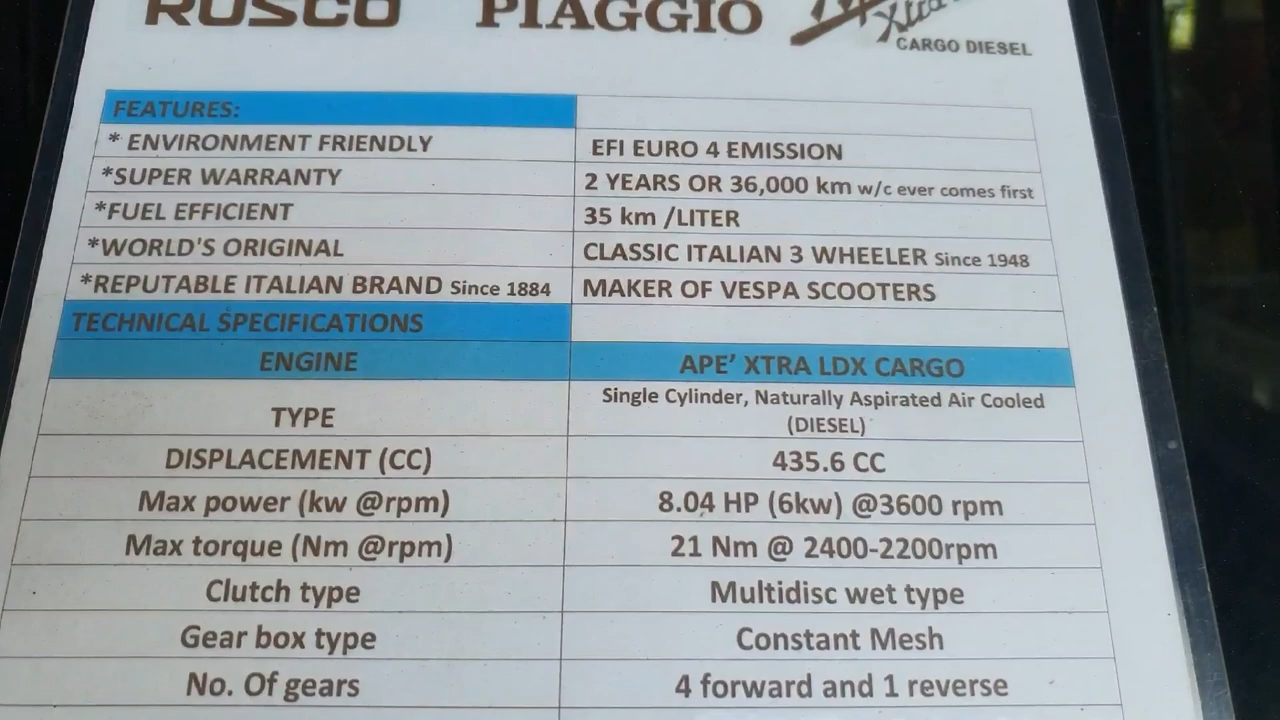 RUSCO PIAGGIO Xtra
CARGO DIESEL
FEATURES:
* ENVIRONMENT FRIENDLY EFI EURO 4 EMISSION
*SUPER WARRANTY 2 YEARS OR 36,000 km w/c ever comes first
*FUEL EFFICIENT 35 km /LITER
*WORLD'S ORIGINAL CLASSIC ITALIAN 3 WHEELER Since 1948
*REPUTABLE ITALIAN BRAND Since 1884 MAKER OF VESPA SCOOTERS
TECHNICAL SPECIFICATIONS
ENGINE APE' XTRA LDX CARGO
TYPE Single Cylinder, Naturally Aspirated Air Cooled
(DIESEL)
DISPLACEMENT (CC) 435.6 CC
Max power (kw @rpm) 8.04 HP (6kw) @3600 rpm
Max torque (Nm @rpm) 21 Nm @ 2400-2200rpm
Clutch type Multidisc wet type
Gear box type Constant Mesh
No. Of gears 4 forward and 1 reverse